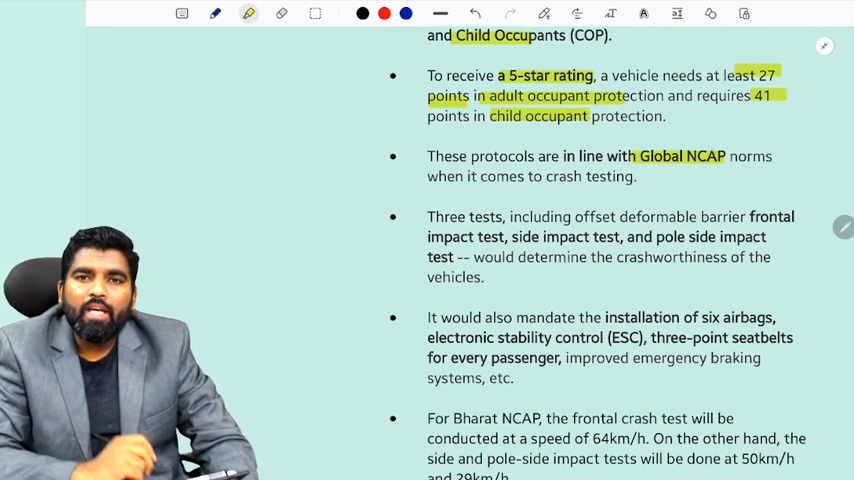 and Child Occupants (COP).
• To receive a 5-star rating, a vehicle needs at least 27
points in adult occupant protection and requires 41
points in child occupant protection.
• These protocols are in line with Global NCAP norms
when it comes to crash testing.
• Three tests, including offset deformable barrier frontal
impact test, side impact test, and pole side impact
test -- would determine the crashworthiness of the
vehicles.
• It would also mandate the installation of six airbags,
electronic stability control (ESC), three-point seatbelts
for every passenger, improved emergency braking
systems, etc.
• For Bharat NCAP, the frontal crash test will be
conducted at a speed of 64km/h. On the other hand, the
side and pole-side impact tests will be done at 50km/h
and 29km/h.